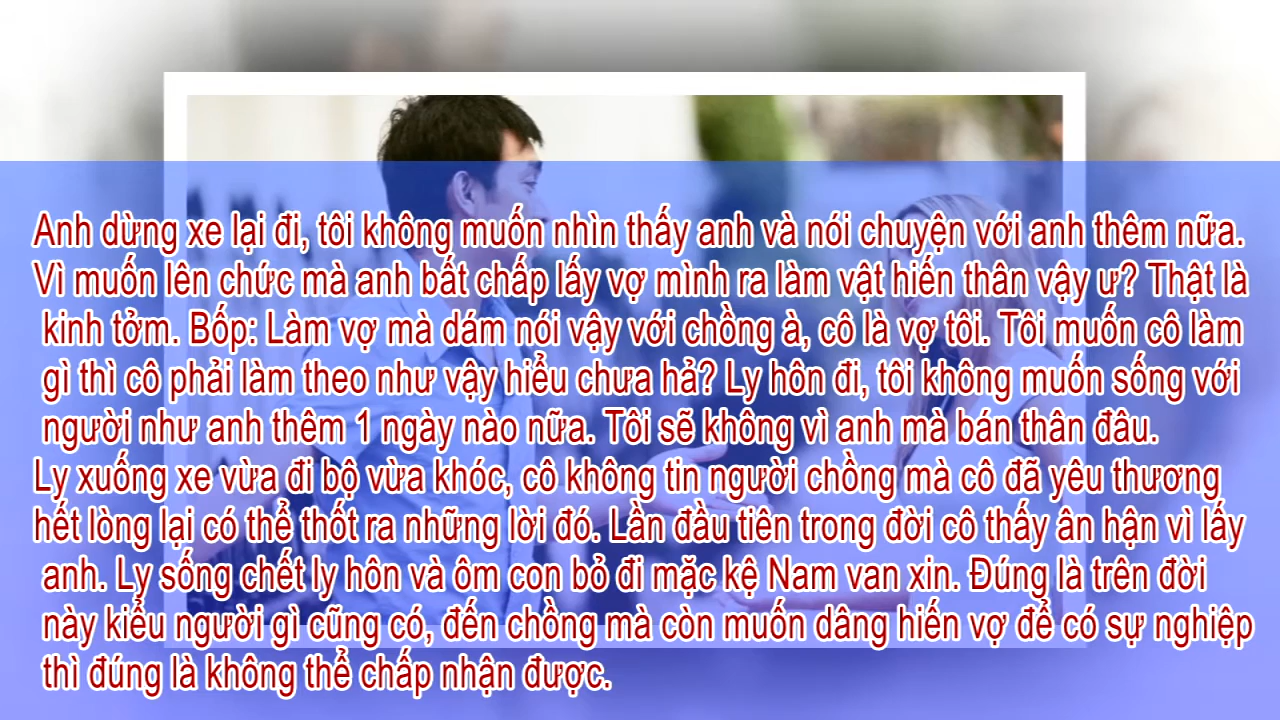 Anh dừng xe lại đi, tôi không muốn nhìn thấy anh và nói chuyện với anh thêm nữa.
Vì muốn lên chức mà anh bất chấp lấy vợ mình ra làm vật hiến thân vậy ư? Thật là
kinh tởm. Bốp: Làm vợ mà dám nói vậy với chồng à, cô là vợ tôi. Tôi muốn cô làm
gì thì cô phải làm theo như vậy hiểu chưa hả? Ly hôn đi, tôi không muốn sống với
người như anh thêm 1 ngày nào nữa. Tôi sẽ không vì anh mà bán thân đâu.
Ly xuống xe vừa đi bộ vừa khóc, cô không tin người chồng mà cô đã yêu thương
hết lòng lại có thể thốt ra những lời đó. Lần đầu tiên trong đời cô thấy ân hận vì lấy
anh. Ly sống chết ly hôn và ôm con bỏ đi mặc kệ Nam van xin. Đúng là trên đời
này kiểu người gì cũng có, đến chồng mà còn muốn dâng hiến vợ để có sự nghiệp
thì đúng là không thể chấp nhận được.